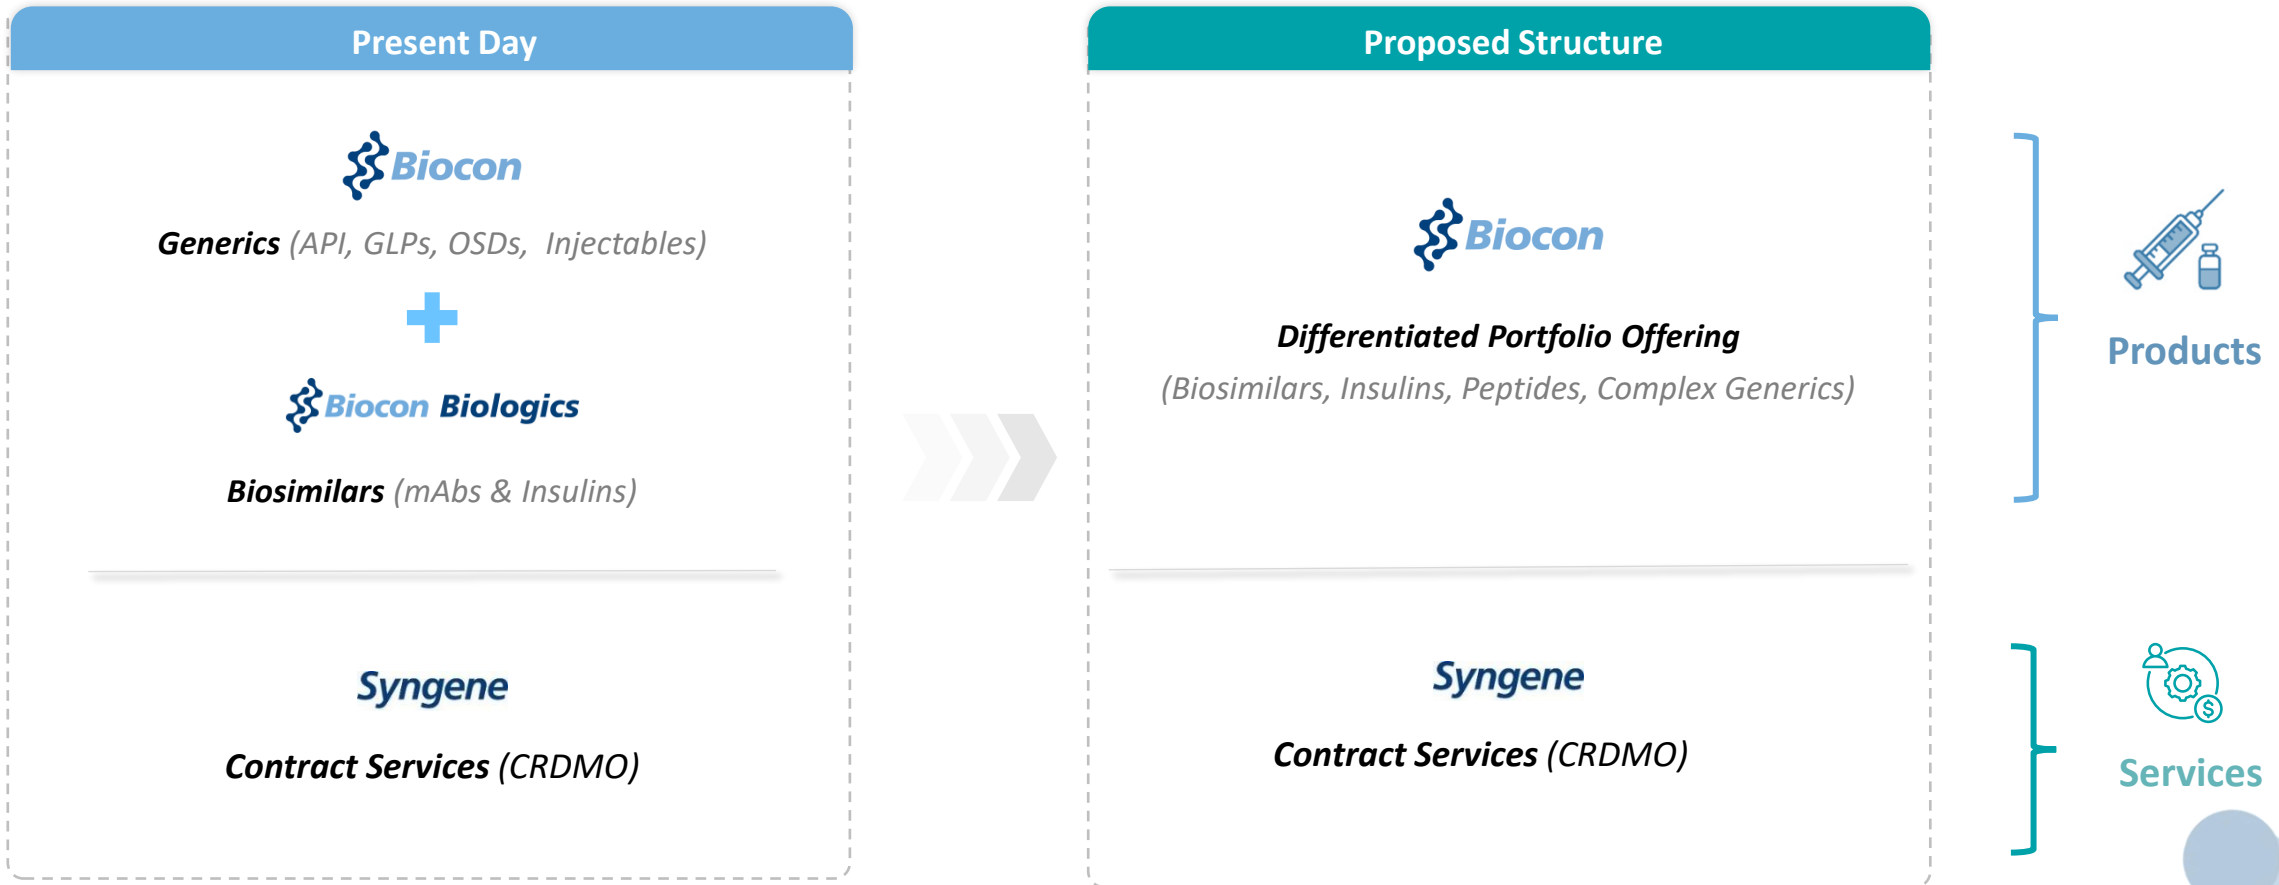 Present Day
Biocon
Generics (API, GLPs, OSDs, Injectables)
Biocon Biologics
Biosimilars (mAbs & Insulins)
Syngene
Contract Services (CRDMO)
Proposed Structure
Biocon
Differentiated Portfolio Offering
(Biosimilars, Insulins, Peptides, Complex Generics)
Syngene
Contract Services (CRDMO)
Products
$
Services